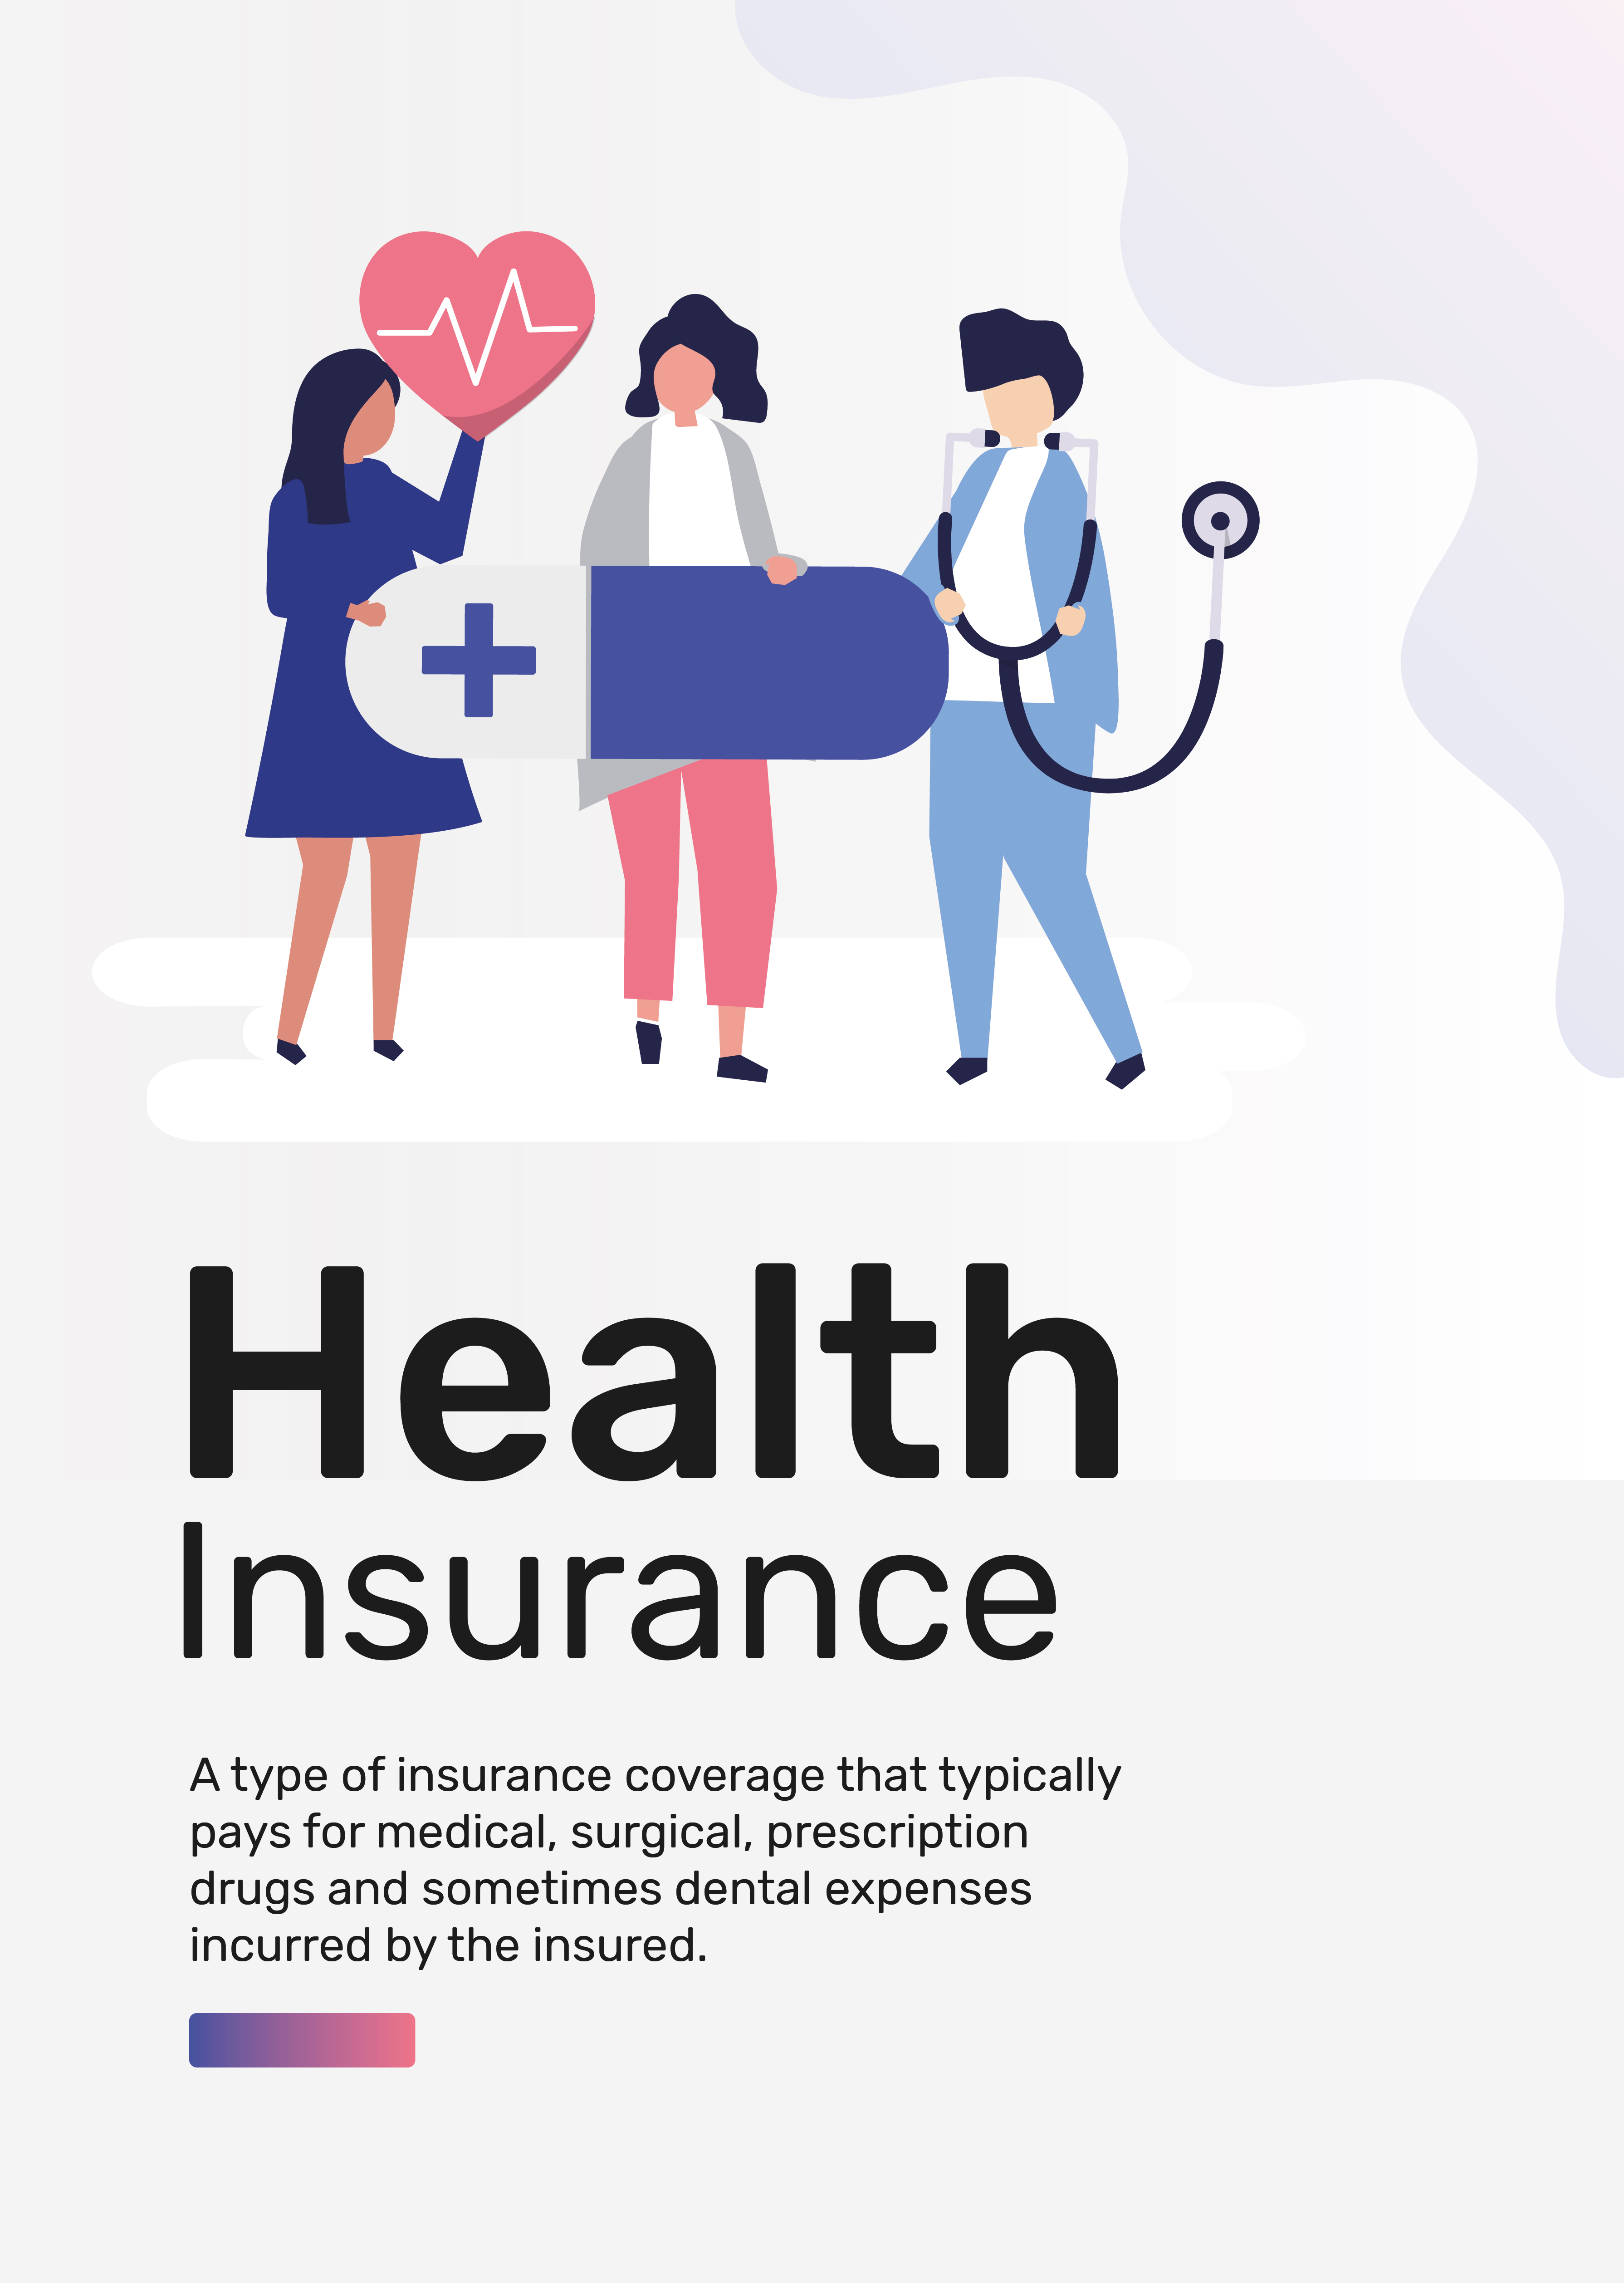 Health
Insurance
A type of insurance coverage that typically
pays for medical, surgical, prescription
drugs and sometimes dental expenses
incurred by the insured.